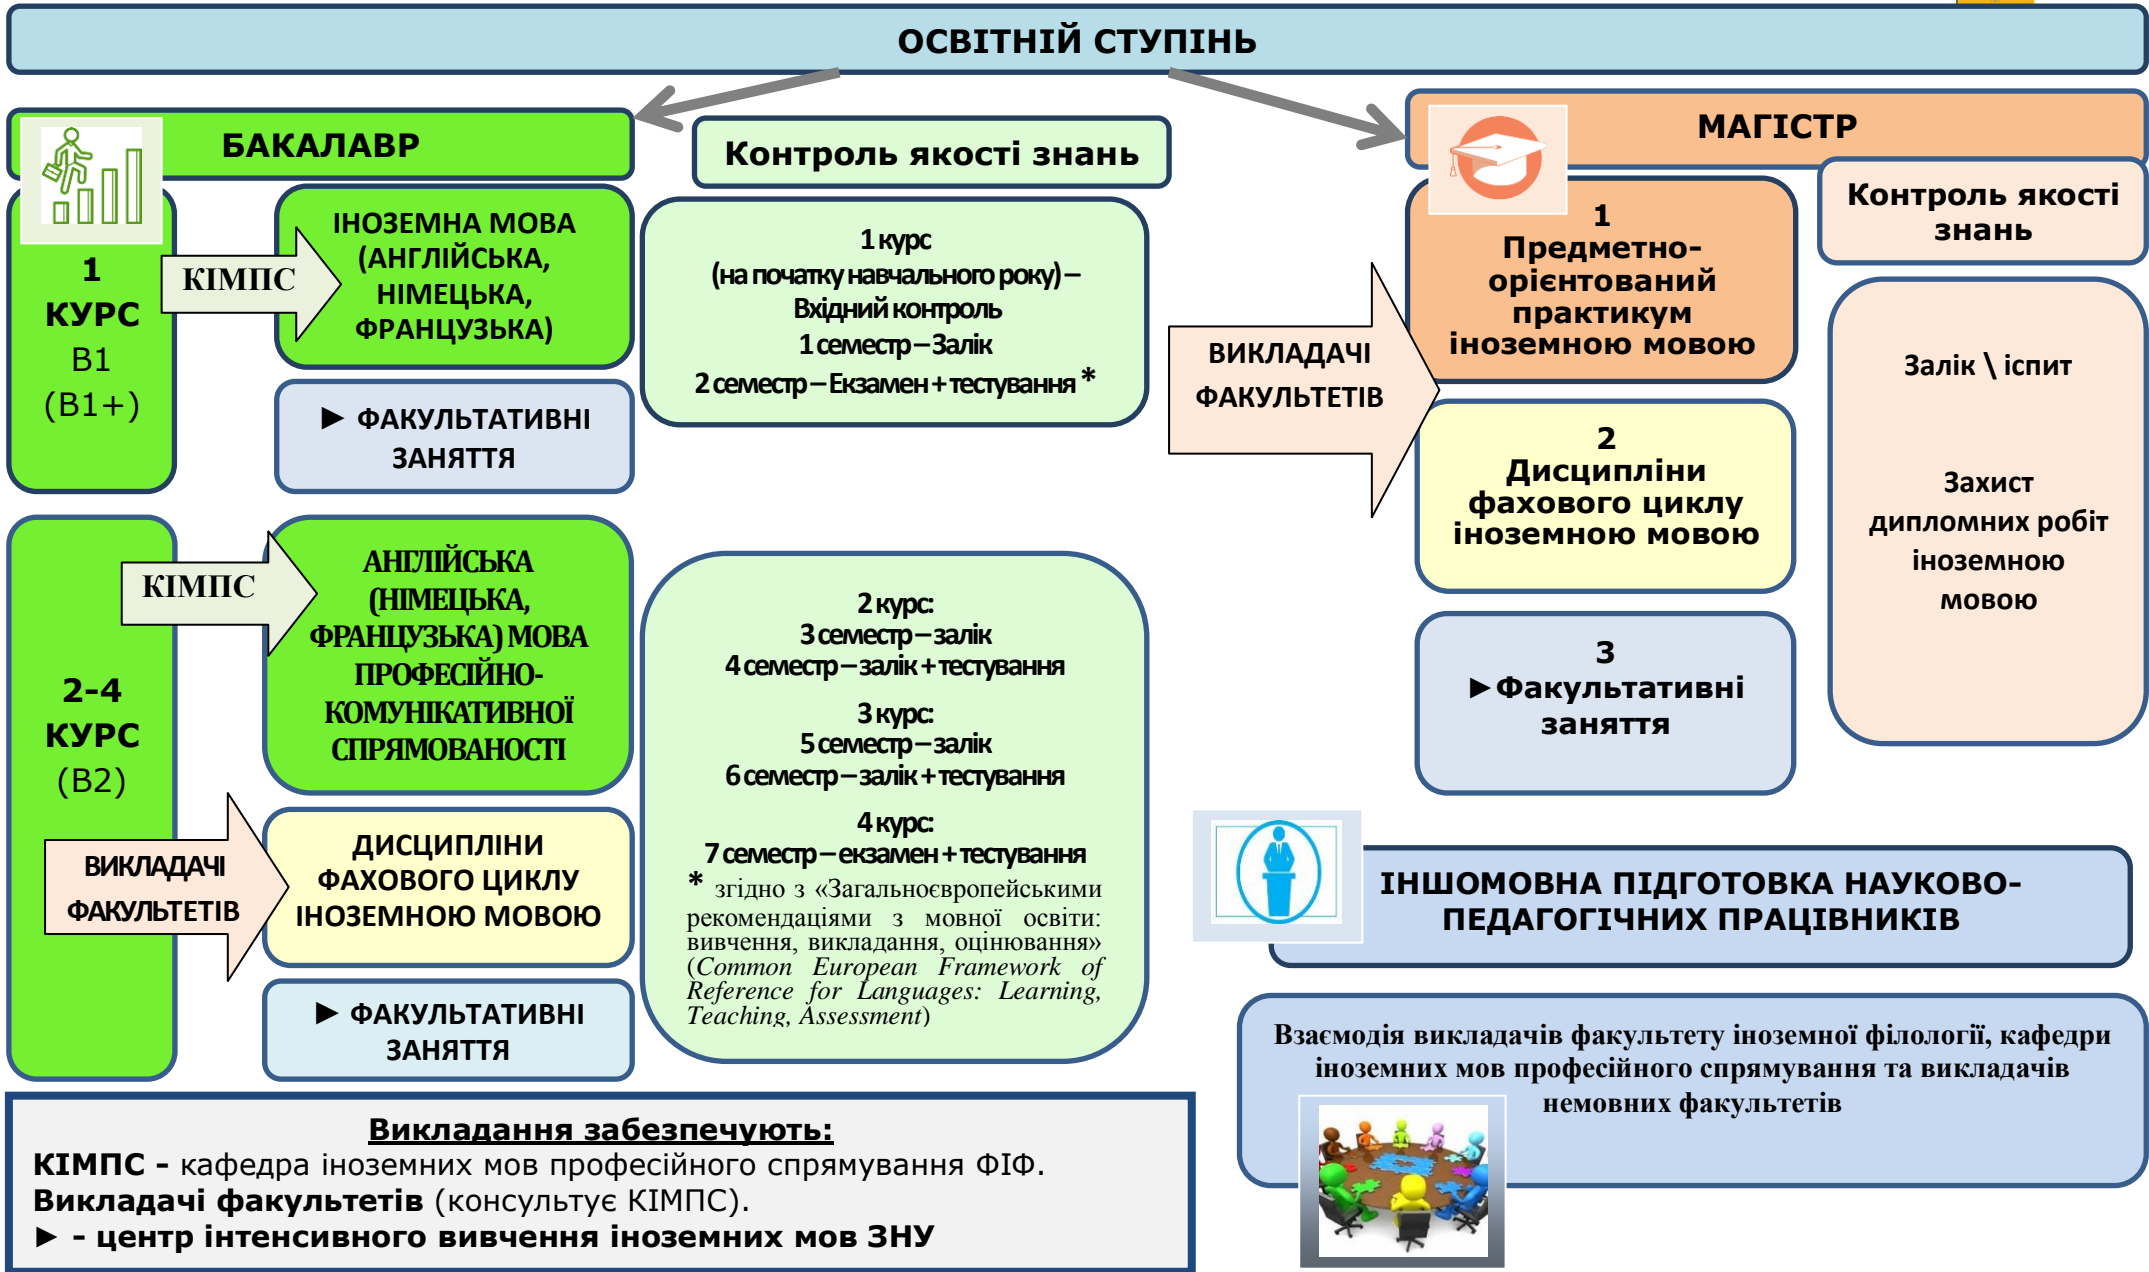 ОСВІТНІЙ СТУПІНЬ
БАКАЛАВР
1
КУРС
В1
(В1+)
КІМПС
ІНОЗЕМНА МОВА
(АНГЛІЙСЬКА,
НІМЕЦЬКА,
ФРАНЦУЗЬКА)
► ФАКУЛЬТАТИВНІ
ЗАНЯТТЯ
Контроль якості знань
1 курс
(на початку навчального року) –
Вхідний контроль
1 семестр – Залік
2 семестр – Екзамен + тестування *
2-4
КУРС
(В2)
КІМПС
АНГЛІЙСЬКА
(НІМЕЦЬКА,
ФРАНЦУЗЬКА) МОВА
ПРОФЕСІЙНО-
КОМУНІКАТИВНОЇ
СПРЯМОВАНОСТІ
ВИКЛАДАЧІ
ФАКУЛЬТЕТІВ
ДИСЦИПЛІНИ
ФАХОВОГО ЦИКЛУ
ІНОЗЕМНОЮ МОВОЮ
► ФАКУЛЬТАТИВНІ
ЗАНЯТТЯ
2 курс:
3 семестр – залік
4 семестр – залік + тестування
3 курс:
5 семестр – залік
6 семестр – залік + тестування
4 курс:
7 семестр – екзамен + тестування
* згідно з «Загальноєвропейськими
рекомендаціями з мовної освіти:
вивчення, викладання, оцінювання»
(Common European Framework of
Reference for Languages: Learning,
Teaching, Assessment)
МАГІСТР
ВИКЛАДАЧІ
ФАКУЛЬТЕТІВ
1
Предметно-
орієнтований
практикум
іноземною мовою
2
Дисципліни
фахового циклу
іноземною мовою
3
►Факультативні
заняття
Контроль якості
знань
Залік \ іспит
Захист
дипломних робіт
іноземною
мовою
ІНШОМОВНА ПІДГОТОВКА НАУКОВО-
ПЕДАГОГІЧНИХ ПРАЦІВНИКІВ
Взаємодія викладачів факультету іноземної філології, кафедри
іноземних мов професійного спрямування та викладачів
немовних факультетів
Викладання забезпечують:
КІМПС – кафедра іноземних мов професійного спрямування ФІФ.
Викладачі факультетів (консультує КІМПС).
► – центр інтенсивного вивчення іноземних мов ЗНУ